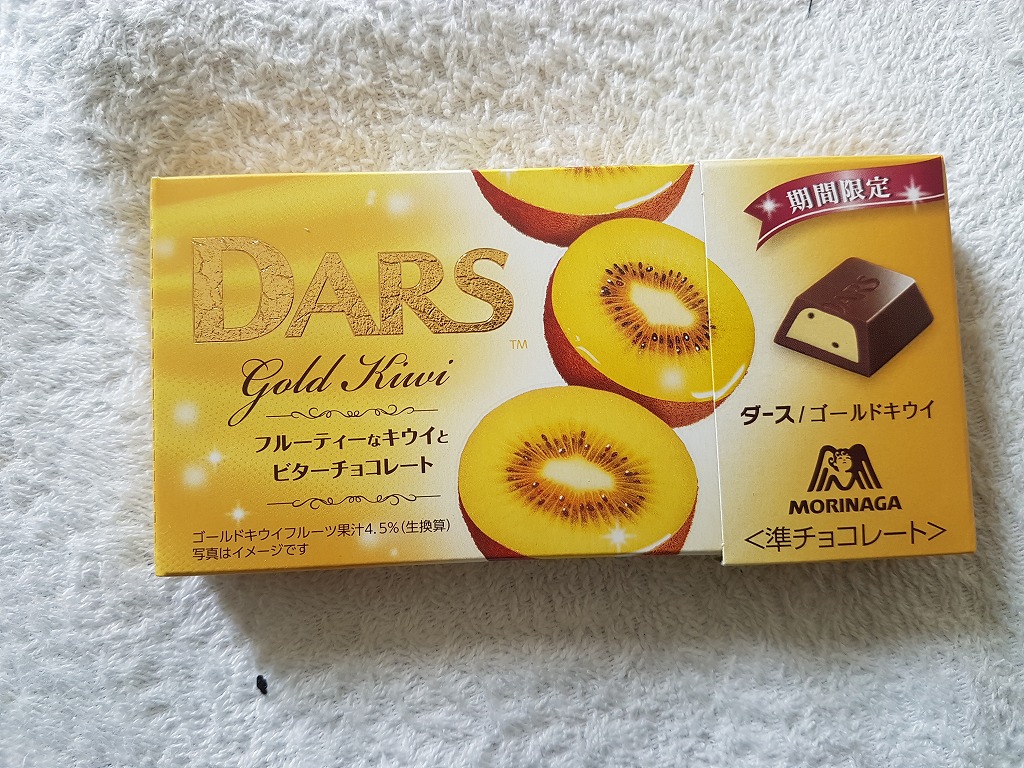 DARS
TM
Gold Kiwi
フルーティーなキウイと
ビターチョコレート
ゴールドキウイフルーツ果汁4.5%(生換算)
写真はイメージです
期間限定
DARS
ダース/ゴールドキウイ
MORINAGA
<準チョコレート>